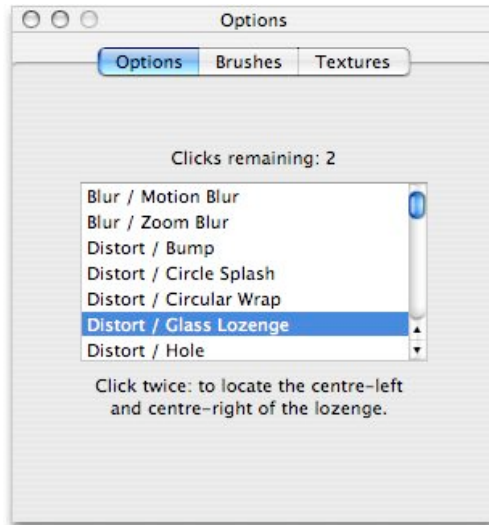 Options
Options Brushes Textures
Clicks remaining: 2
Blur / Motion Blur
Blur / Zoom Blur
Distort / Bump
Distort / Circle Splash
Distort / Circular Wrap
Distort / Glass Lozenge
Distort / Hole
Click twice: to locate the centre-left
and centre-right of the lozenge.